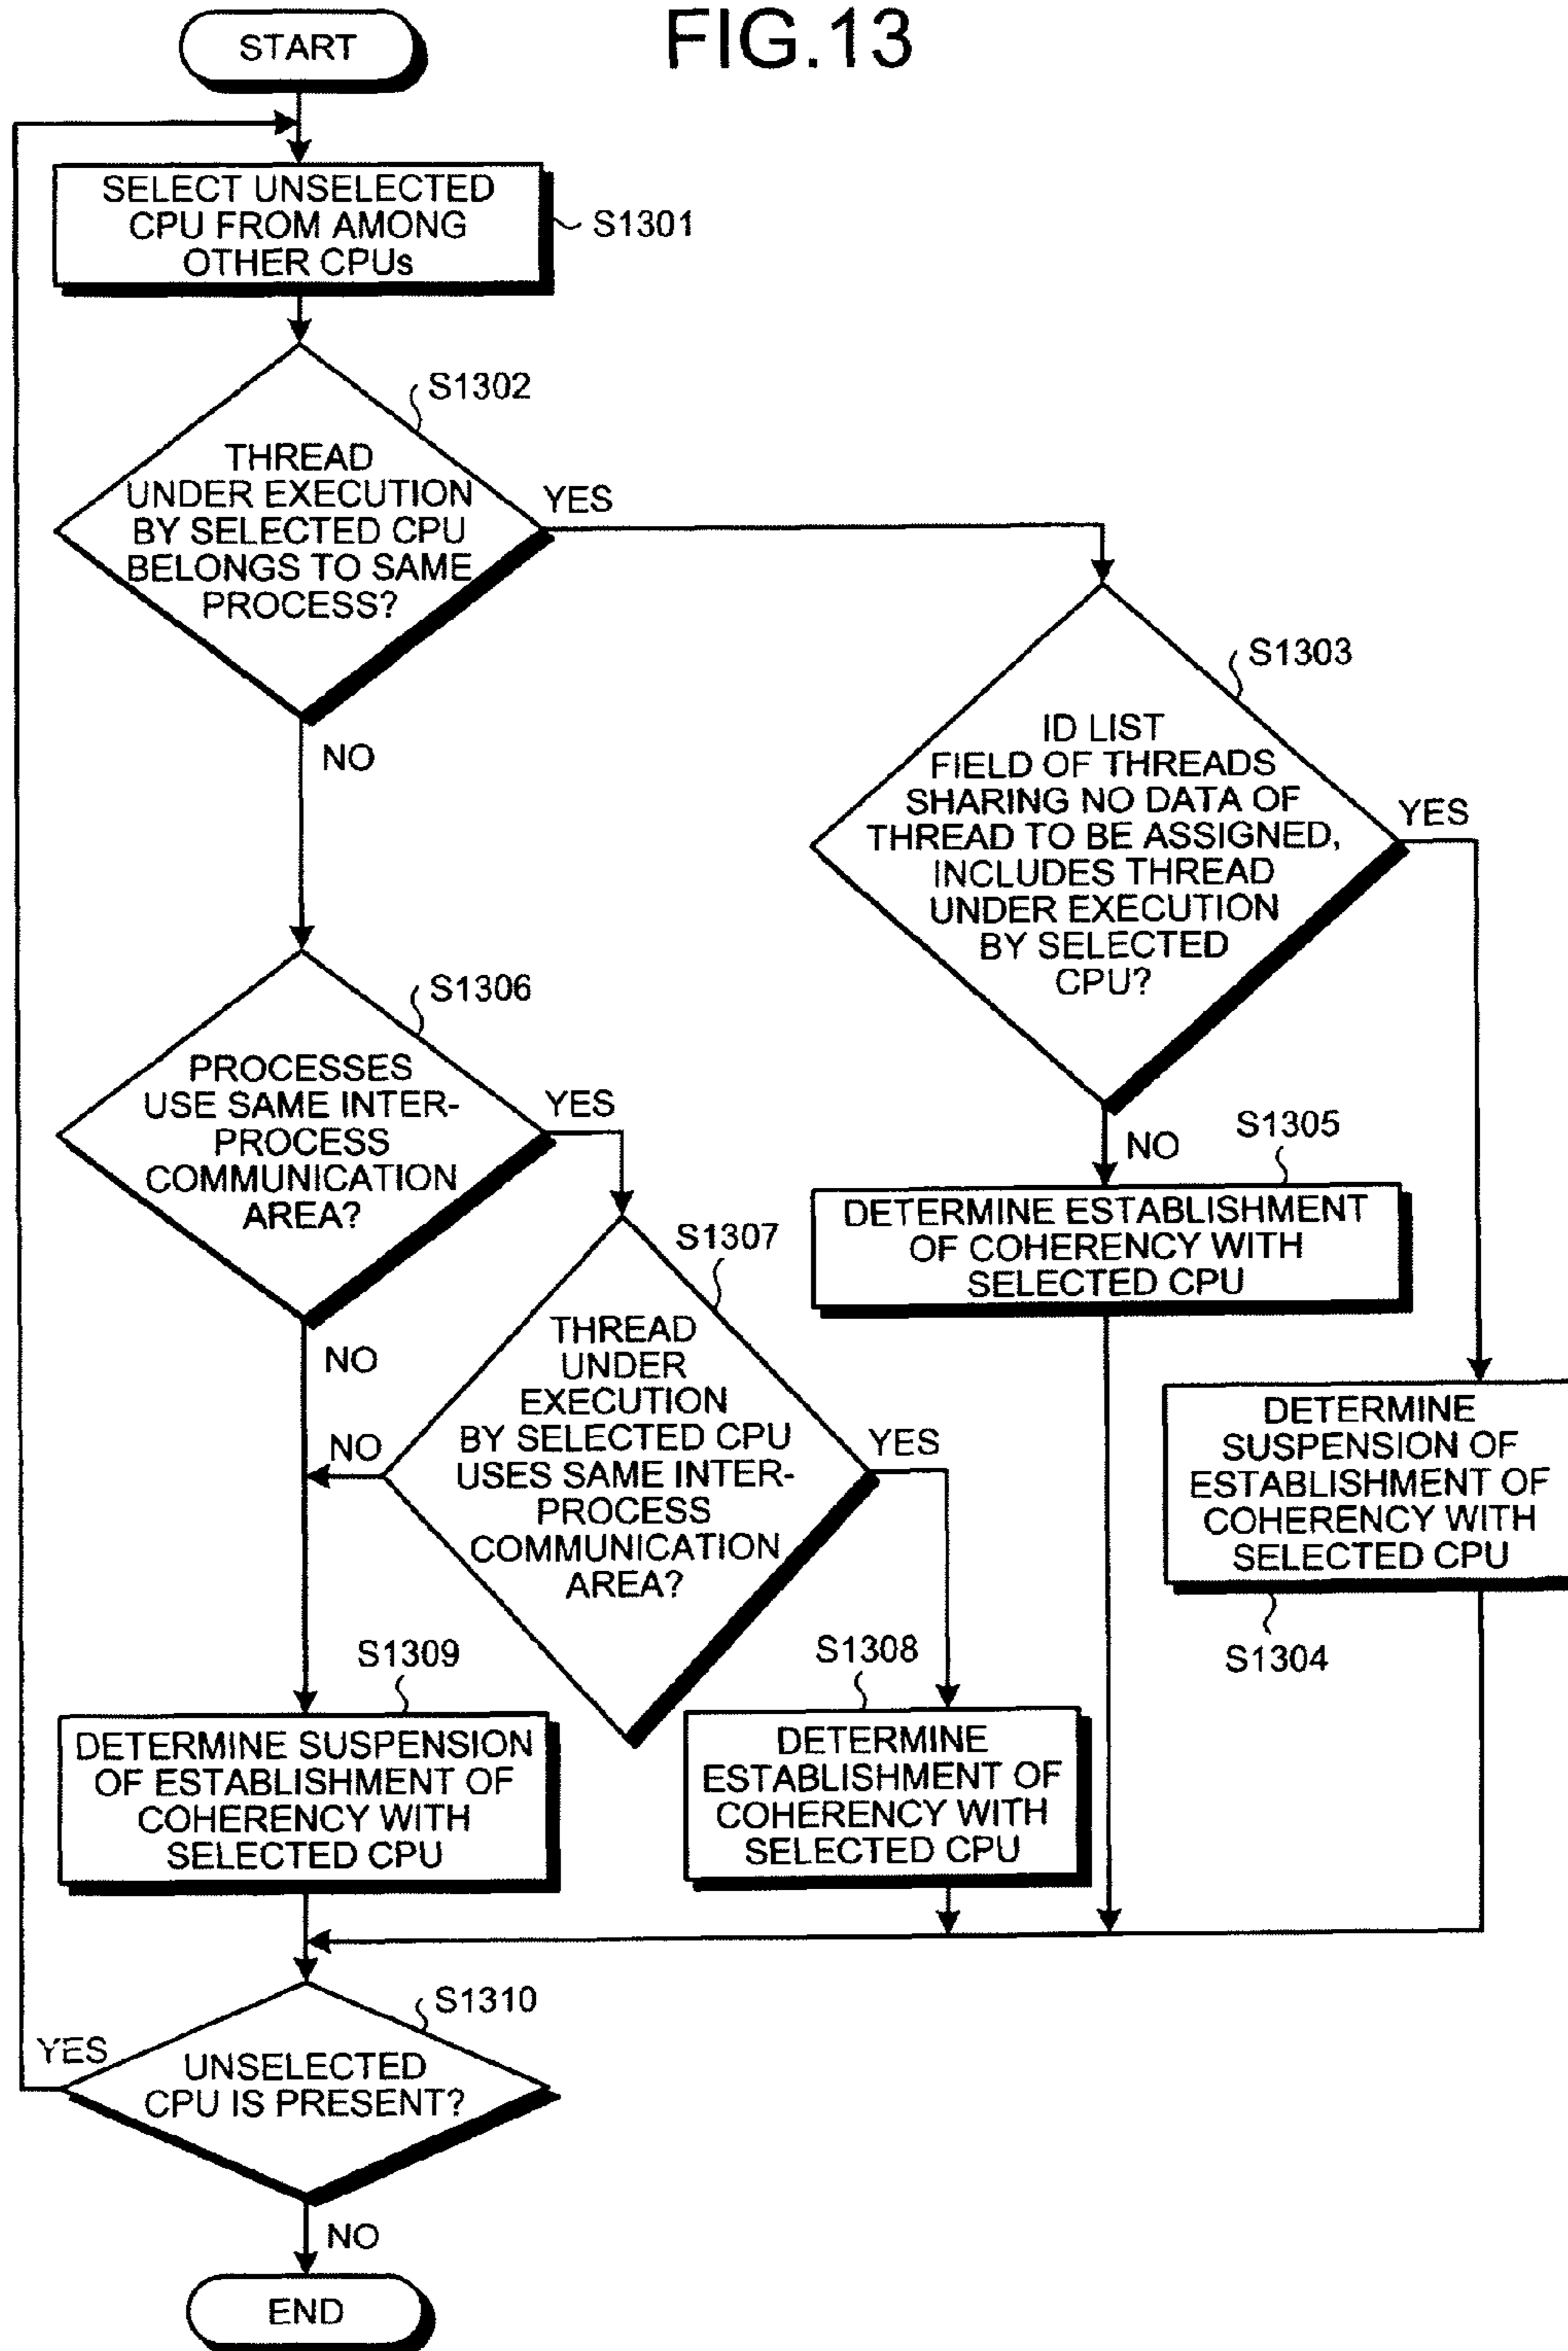 FIG.13
START
SELECT UNSELECTED
CPU FROM AMONG
OTHER CPUs
S1301
S1302
THREAD
UNDER EXECUTION
BY SELECTED CPU
BELONGS TO SAME
PROCESS?
YES
NO
S1303
ID LIST
FIELD OF THREADS
SHARING NO DATA OF
THREAD TO BE ASSIGNED,
INCLUDES THREAD
UNDER EXECUTION
BY SELECTED
CPU?
YES
NO
S1306
PROCESSES
USE SAME INTER-
PROCESS
COMMUNICATION
AREA?
YES
NO
S1305
DETERMINE ESTABLISHMENT
OF COHERENCY WITH
SELECTED CPU
S1307
THREAD
UNDER
EXECUTION
BY SELECTED CPU
USES SAME INTER-
PROCESS
COMMUNICATION
AREA?
NO
YES
DETERMINE
SUSPENSION OF
ESTABLISHMENT OF
COHERENCY WITH
SELECTED CPU
S1304
S1309
DETERMINE SUSPENSION
OF ESTABLISHMENT OF
COHERENCY WITH
SELECTED CPU
S1308
DETERMINE
ESTABLISHMENT OF
COHERENCY WITH
SELECTED CPU
S1310
YES
UNSELECTED
CPU IS PRESENT?
NO
END